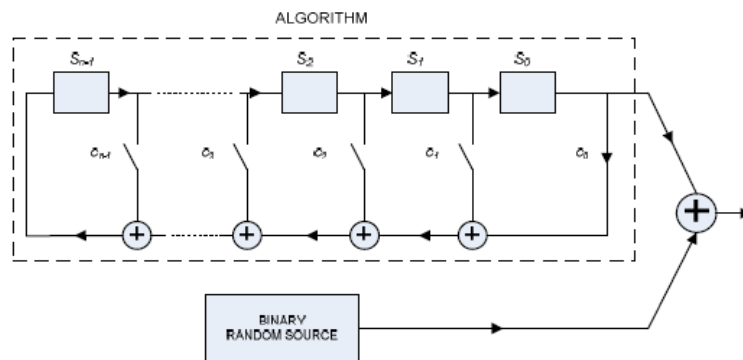 ALGORITHM
Sn-1
S2
S1
S0
cn-1
c3
c2
c1
c0
+
+
+
+
+
BINARY
RANDOM SOURCE